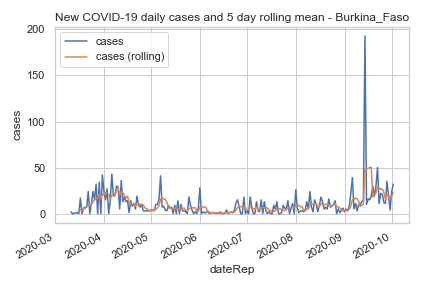 New COVID-19 daily cases and 5 day rolling mean - Burkina_Faso
cases
cases (rolling)
200
150
100
50
0
cases
2020-03
2020-04
2020-05
2020-06
2020-07
2020-08
2020-09
2020-10
dateRep